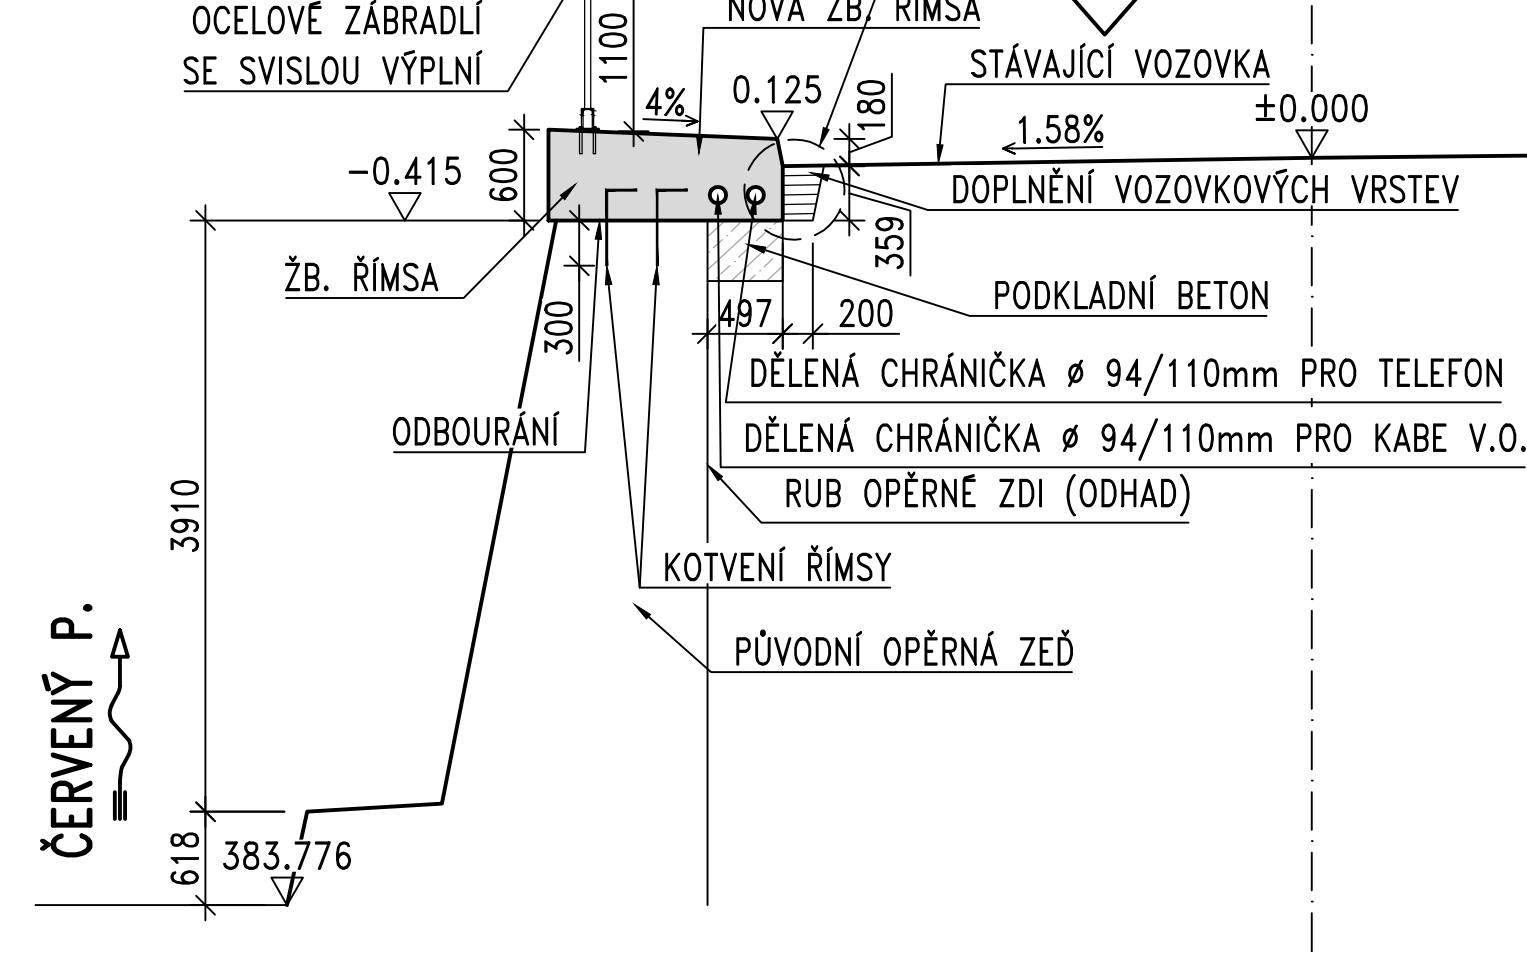 OCELOVÉ ZÁBRADLÍ
SE SVISLOU VÝPLNÍ
1100
NOVÁ ŽB. ŘÍMSA
4%
0.125
180
STÁVAJÍCÍ VOZOVKA
±0.000
1.58%
-0.415
600
DOPLNĚNÍ VOZOVKOVÝCH VRSTEV
359
ŽB. ŘÍMSA
300
PODKLADNÍ BETON
497
200
DĚLENÁ CHRÁNIČKA ø 94/110mm PRO TELEFON
ODBOURÁNÍ
DĚLENÁ CHRÁNIČKA ø 94/110mm PRO KABE V.O.
RUB OPĚRNÉ ZDI (ODHAD)
3910
KOTVENÍ ŘÍMSY
PŮVODNÍ OPĚRNÁ ZEĎ
ČERVENÝ P.
618
383.776